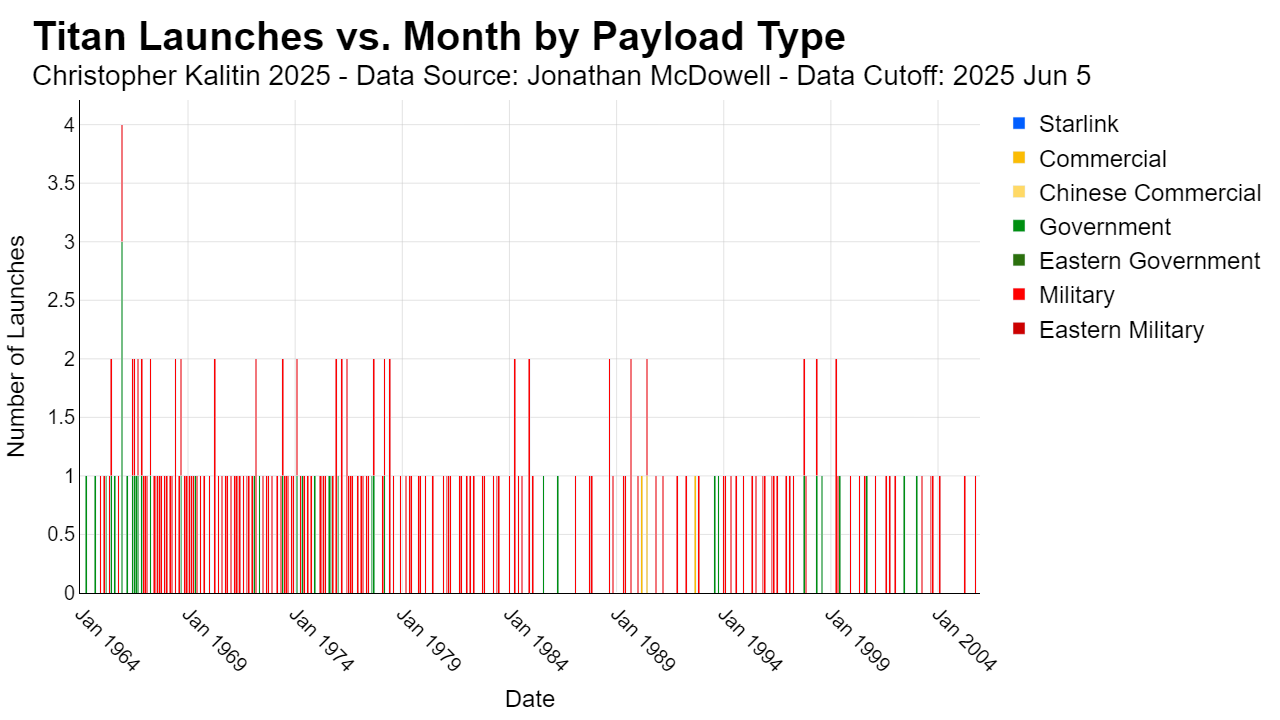 Titan Launches vs. Month by Payload Type
Christopher Kalitin 2025 - Data Source: Jonathan McDowell - Data Cutoff: 2025 Jun 5
Number of Launches
4
3.5
3
2.5
2
1.5
1
0.5
0
Jan 1964
Jan 1969
Jan 1974
Jan 1979
Jan 1984
Jan 1989
Jan 1994
Jan 1999
Jan 2004
Date
Starlink
Commercial
Chinese Commercial
Government
Eastern Government
Military
Eastern Military